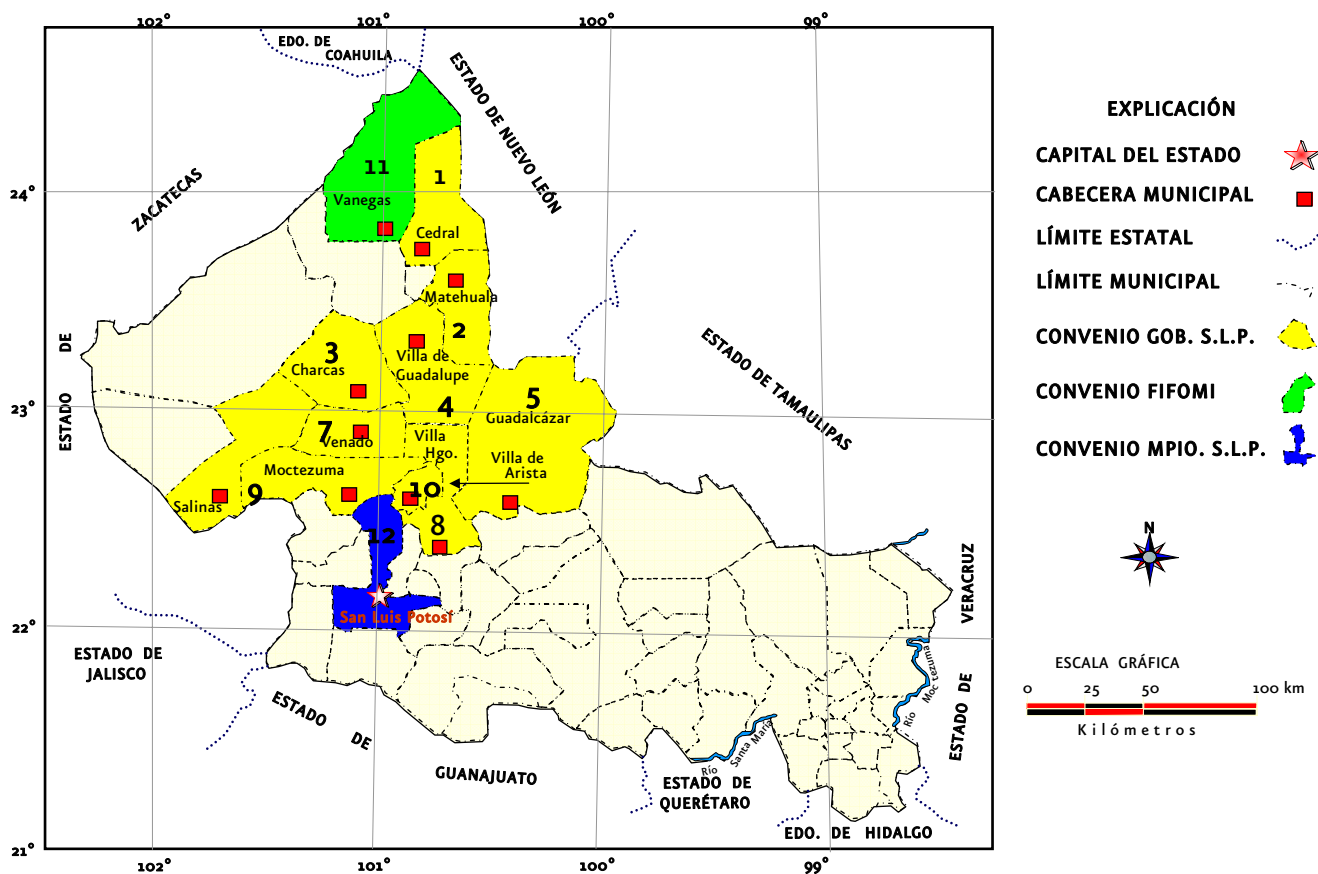 102° 101° 100° 99°
EDO. DE
COAHUILA
ESTADO DE NUEVO LEÓN
ZACATECAS
ESTADO DE
24°
23°
22°
21°
11
Vanegas
1
Cedral
Matehuala
2
3
Charcas
Villa de
Guadalupe
4
5
Guadalcázar
7
Venado
Villa
Hgo.
Moctezuma
Villa de
Arista
10
9
Salinas
8
12
San Luis Potosí
ESTADO DE TAMAULIPAS
VERACRUZ
ESTADO DE
ESTADO DE
JALISCO
ESTADO DE
GUANAJUATO
Río
Santa María
Río
Moctezuma
ESTADO DE
QUERÉTARO
EDO. DE HIDALGO
102° 101° 100° 99°
EXPLICACIÓN
CAPITAL DEL ESTADO
CABECERA MUNICIPAL
LÍMITE ESTATAL
LÍMITE MUNICIPAL
CONVENIO GOB. S.L.P.
CONVENIO FIFOMI
CONVENIO MPIO. S.L.P.
N
ESCALA GRÁFICA
0 25 50 100 km
Kilómetros